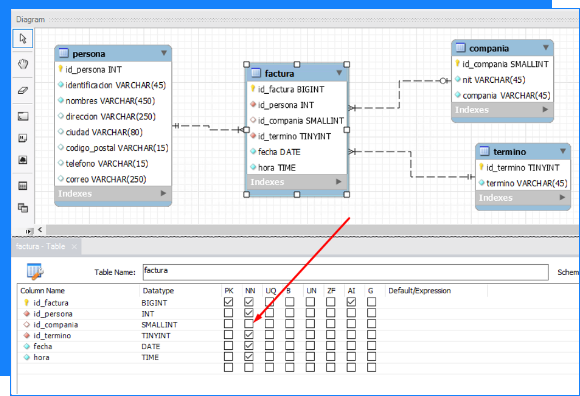 Diagram
persona
id_persona INT
identificacion VARCHAR(45)
nombres VARCHAR(450)
direccion VARCHAR(250)
ciudad VARCHAR(80)
codigo_postal VARCHAR(15)
telefono VARCHAR(15)
correo VARCHAR(250)
Indexes
factura
id_factura BIGINT
id_persona INT
id_compania SMALLINT
id_termino TINYINT
fecha DATE
hora TIME
Indexes
compania
id_compania SMALLINT
nit VARCHAR(45)
compania VARCHAR(45)
Indexes
termino
id_termino TINYINT
termino VARCHAR(45)
Indexes
factura - Table
Table Name: factura Schem
Column Name Datatype PK NN UQ B UN ZF AI G Default/Expression
id_factura BIGINT
id_persona INT
id_compania SMALLINT
id_termino TINYINT
fecha DATE
hora TIME